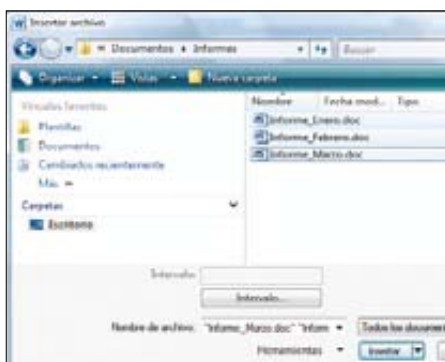 Insertar archivo
« Documentos ▸ Informes Buscar
Organizar Vistas Nueva carpeta
Vínculos favoritos
Nombre Fecha mod... Tipo
Plantillas
Informe_Enero.doc
Documentos
Informe_Febrero.doc
Cambiados recientemente
Informe_Marzo.doc
Más »
Carpetas
Escritorio
Intervalo:
Intervalo...
Nombre de archivo: "Informe_Marzo.doc" "Inform
Todos los document
Herramientas Insertar